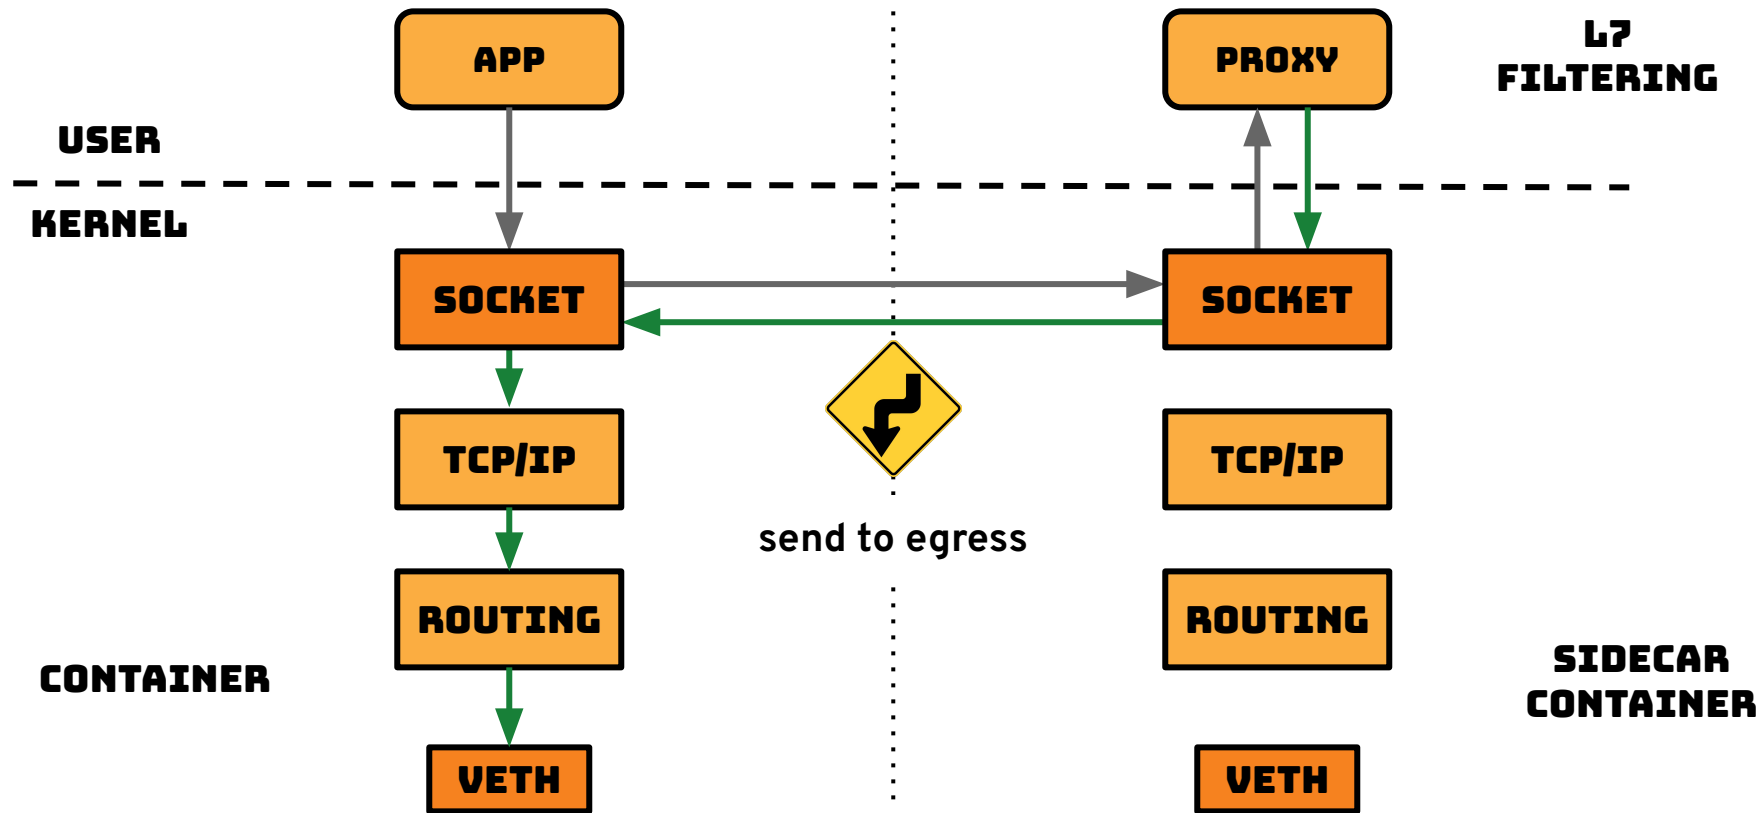 APP
PROXY
L7
FILTERING
USER
KERNEL
SOCKET
SOCKET
TCP/IP
TCP/IP
send to egress
ROUTING
ROUTING
CONTAINER
SIDECAR
CONTAINER
VETH
VETH